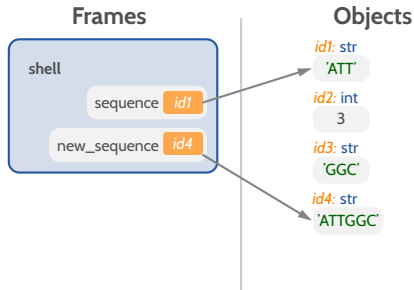 Frames
Objects
shell
sequence id1
new_sequence id4
id1: str
'ATT'
id2: int
3
id3: str
'GGC'
id4: str
'ATTGGC'